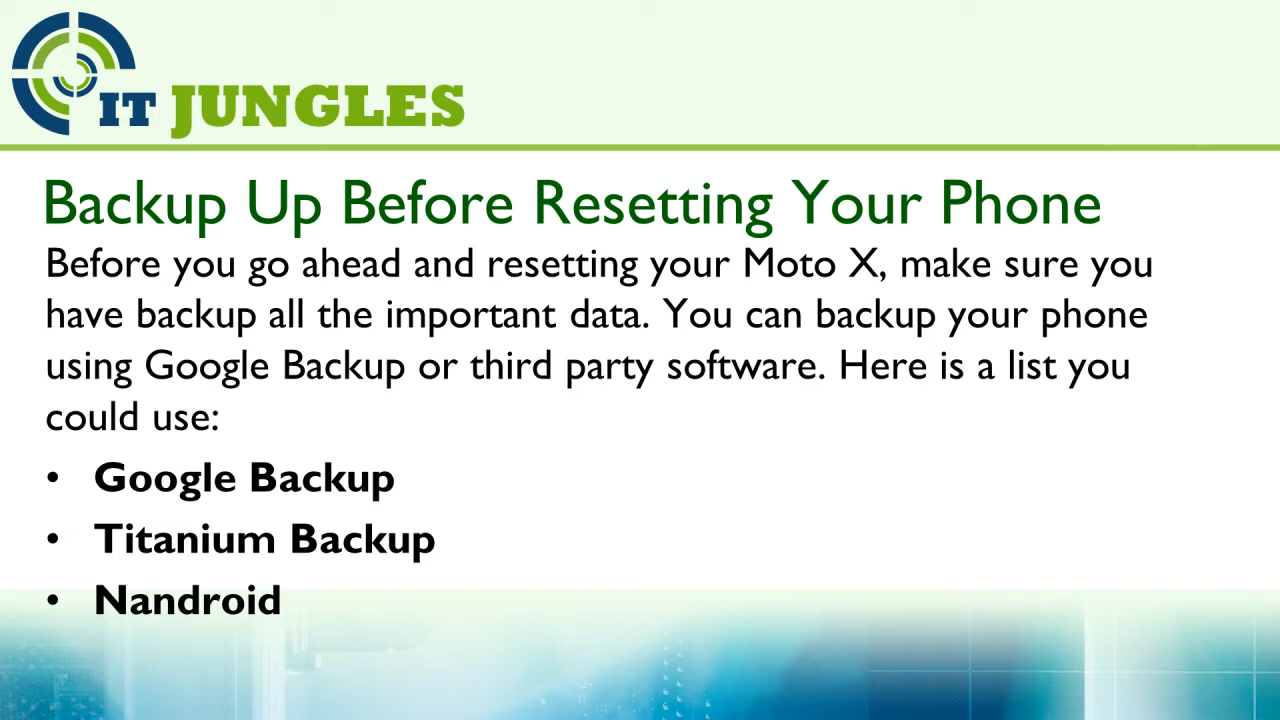 IT JUNGLES
Backup Up Before Resetting Your Phone
Before you go ahead and resetting your Moto X, make sure you
have backup all the important data. You can backup your phone
using Google Backup or third party software. Here is a list you
could use:
• Google Backup
• Titanium Backup
• Nandroid